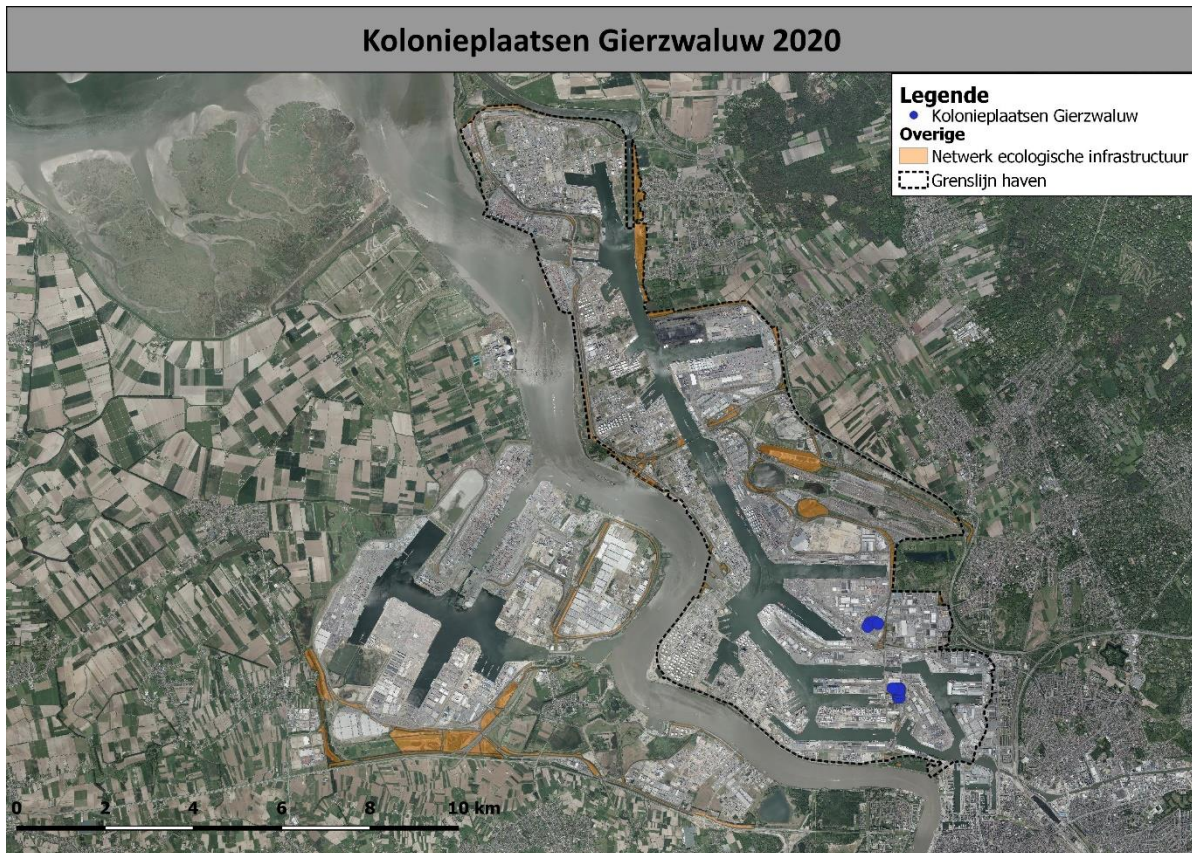 Kolonieplaatsen Gierzwaluw 2020
Legende
Kolonieplaatsen Gierzwaluw
Overige
Netwerk ecologische infrastructuur
Grenslijn haven
0 2 4 6 8 10 km